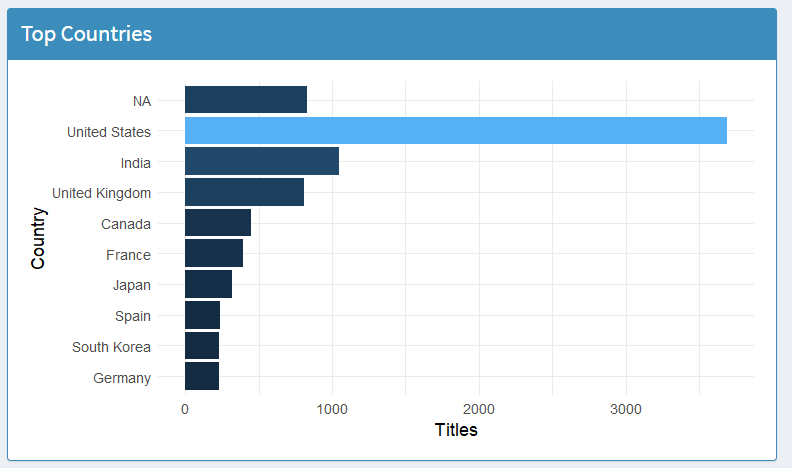 Top Countries
NA
United States
India
United Kingdom
Canada
France
Japan
Spain
South Korea
Germany
Country
0 1000 2000 3000
Titles